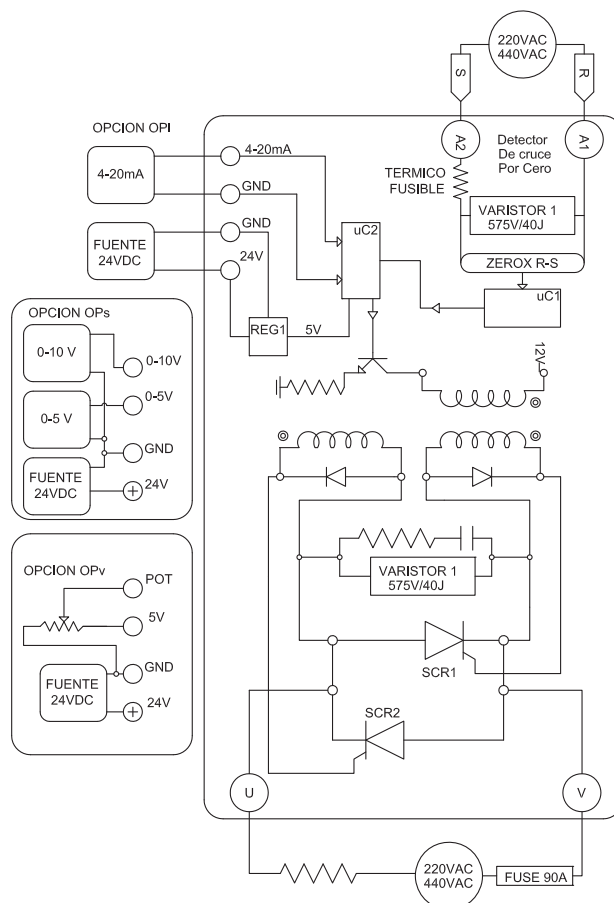 220VAC
440VAC
S
R
OPCION OPI
A2
A1
Detector
De cruce
Por Cero
4-20mA
4-20mA
TERMICO
FUSIBLE
GND
VARISTOR 1
575V/40J
GND
uC2
FUENTE
24VDC
24V
ZEROX R-S
uC1
OPCION OPs
REG1
5V
0-10 V
0-10V
12V
0-5V
0-5 V
GND
FUENTE
24VDC
24V
VARISTOR 1
575V/40J
OPCION OPv
POT
5V
SCR1
GND
FUENTE
24VDC
24V
SCR2
U
V
220VAC
440VAC
FUSE 90A